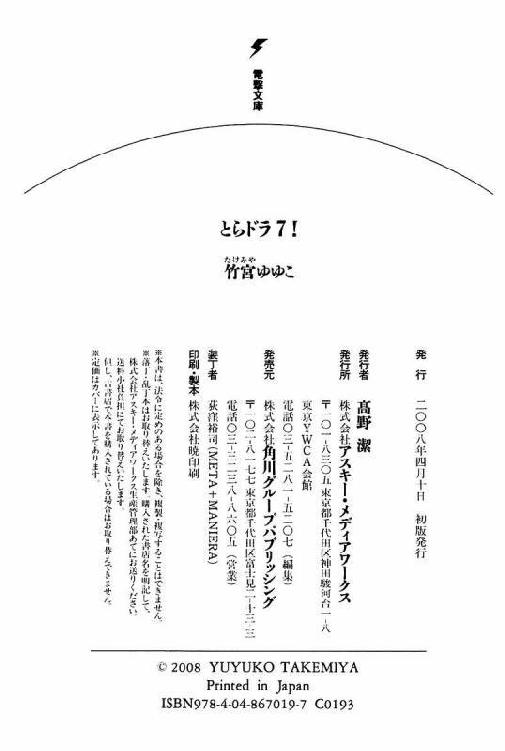 電撃文庫
とらドラ7!
たけみや
竹宮ゆゆこ
発行 二〇〇八年四月十日 初版発行
発行者 髙野 潔
発行所 株式会社アスキー・メディアワークス
〒一〇一-八三〇五 東京都千代田区神田駿河台一-八
東京YWCA会館
電話〇三-五二八一-五二〇七(編集)
発売元 株式会社角川グループパブリッシング
〒一〇二-八一七七 東京都千代田区富士見二-十三-三
電話〇三-三二三八-八六〇五(営業)
装丁者 荻窪裕司(META+MANIERA)
印刷・製本 株式会社暁印刷
※本書は、法令に定めのある場合を除き、複製・複写することはできません。
※落丁・乱丁本はお取り替えいたします。購入された書店名を明記して、
株式会社アスキー・メディアワークス生産管理部あてにお送りください。
送料小社負担にてお取り替えいたします。
但し、古書店で本書を購入されている場合はお取り替えできません。
※定価はカバーに表示してあります。
© 2008 YUYUKO TAKEMIYA
Printed in Japan
ISBN978-4-04-867019-7 C0193